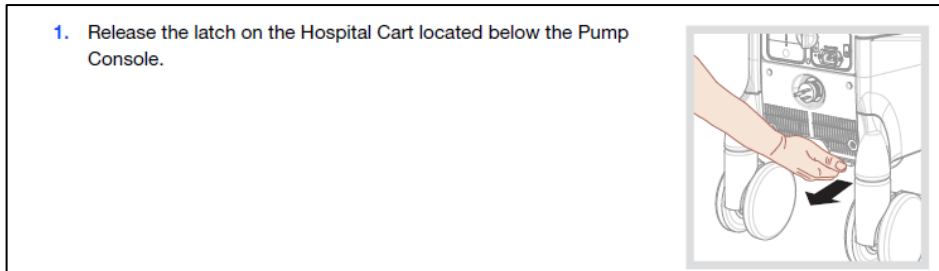 1. Release the latch on the Hospital Cart located below the Pump
Console.